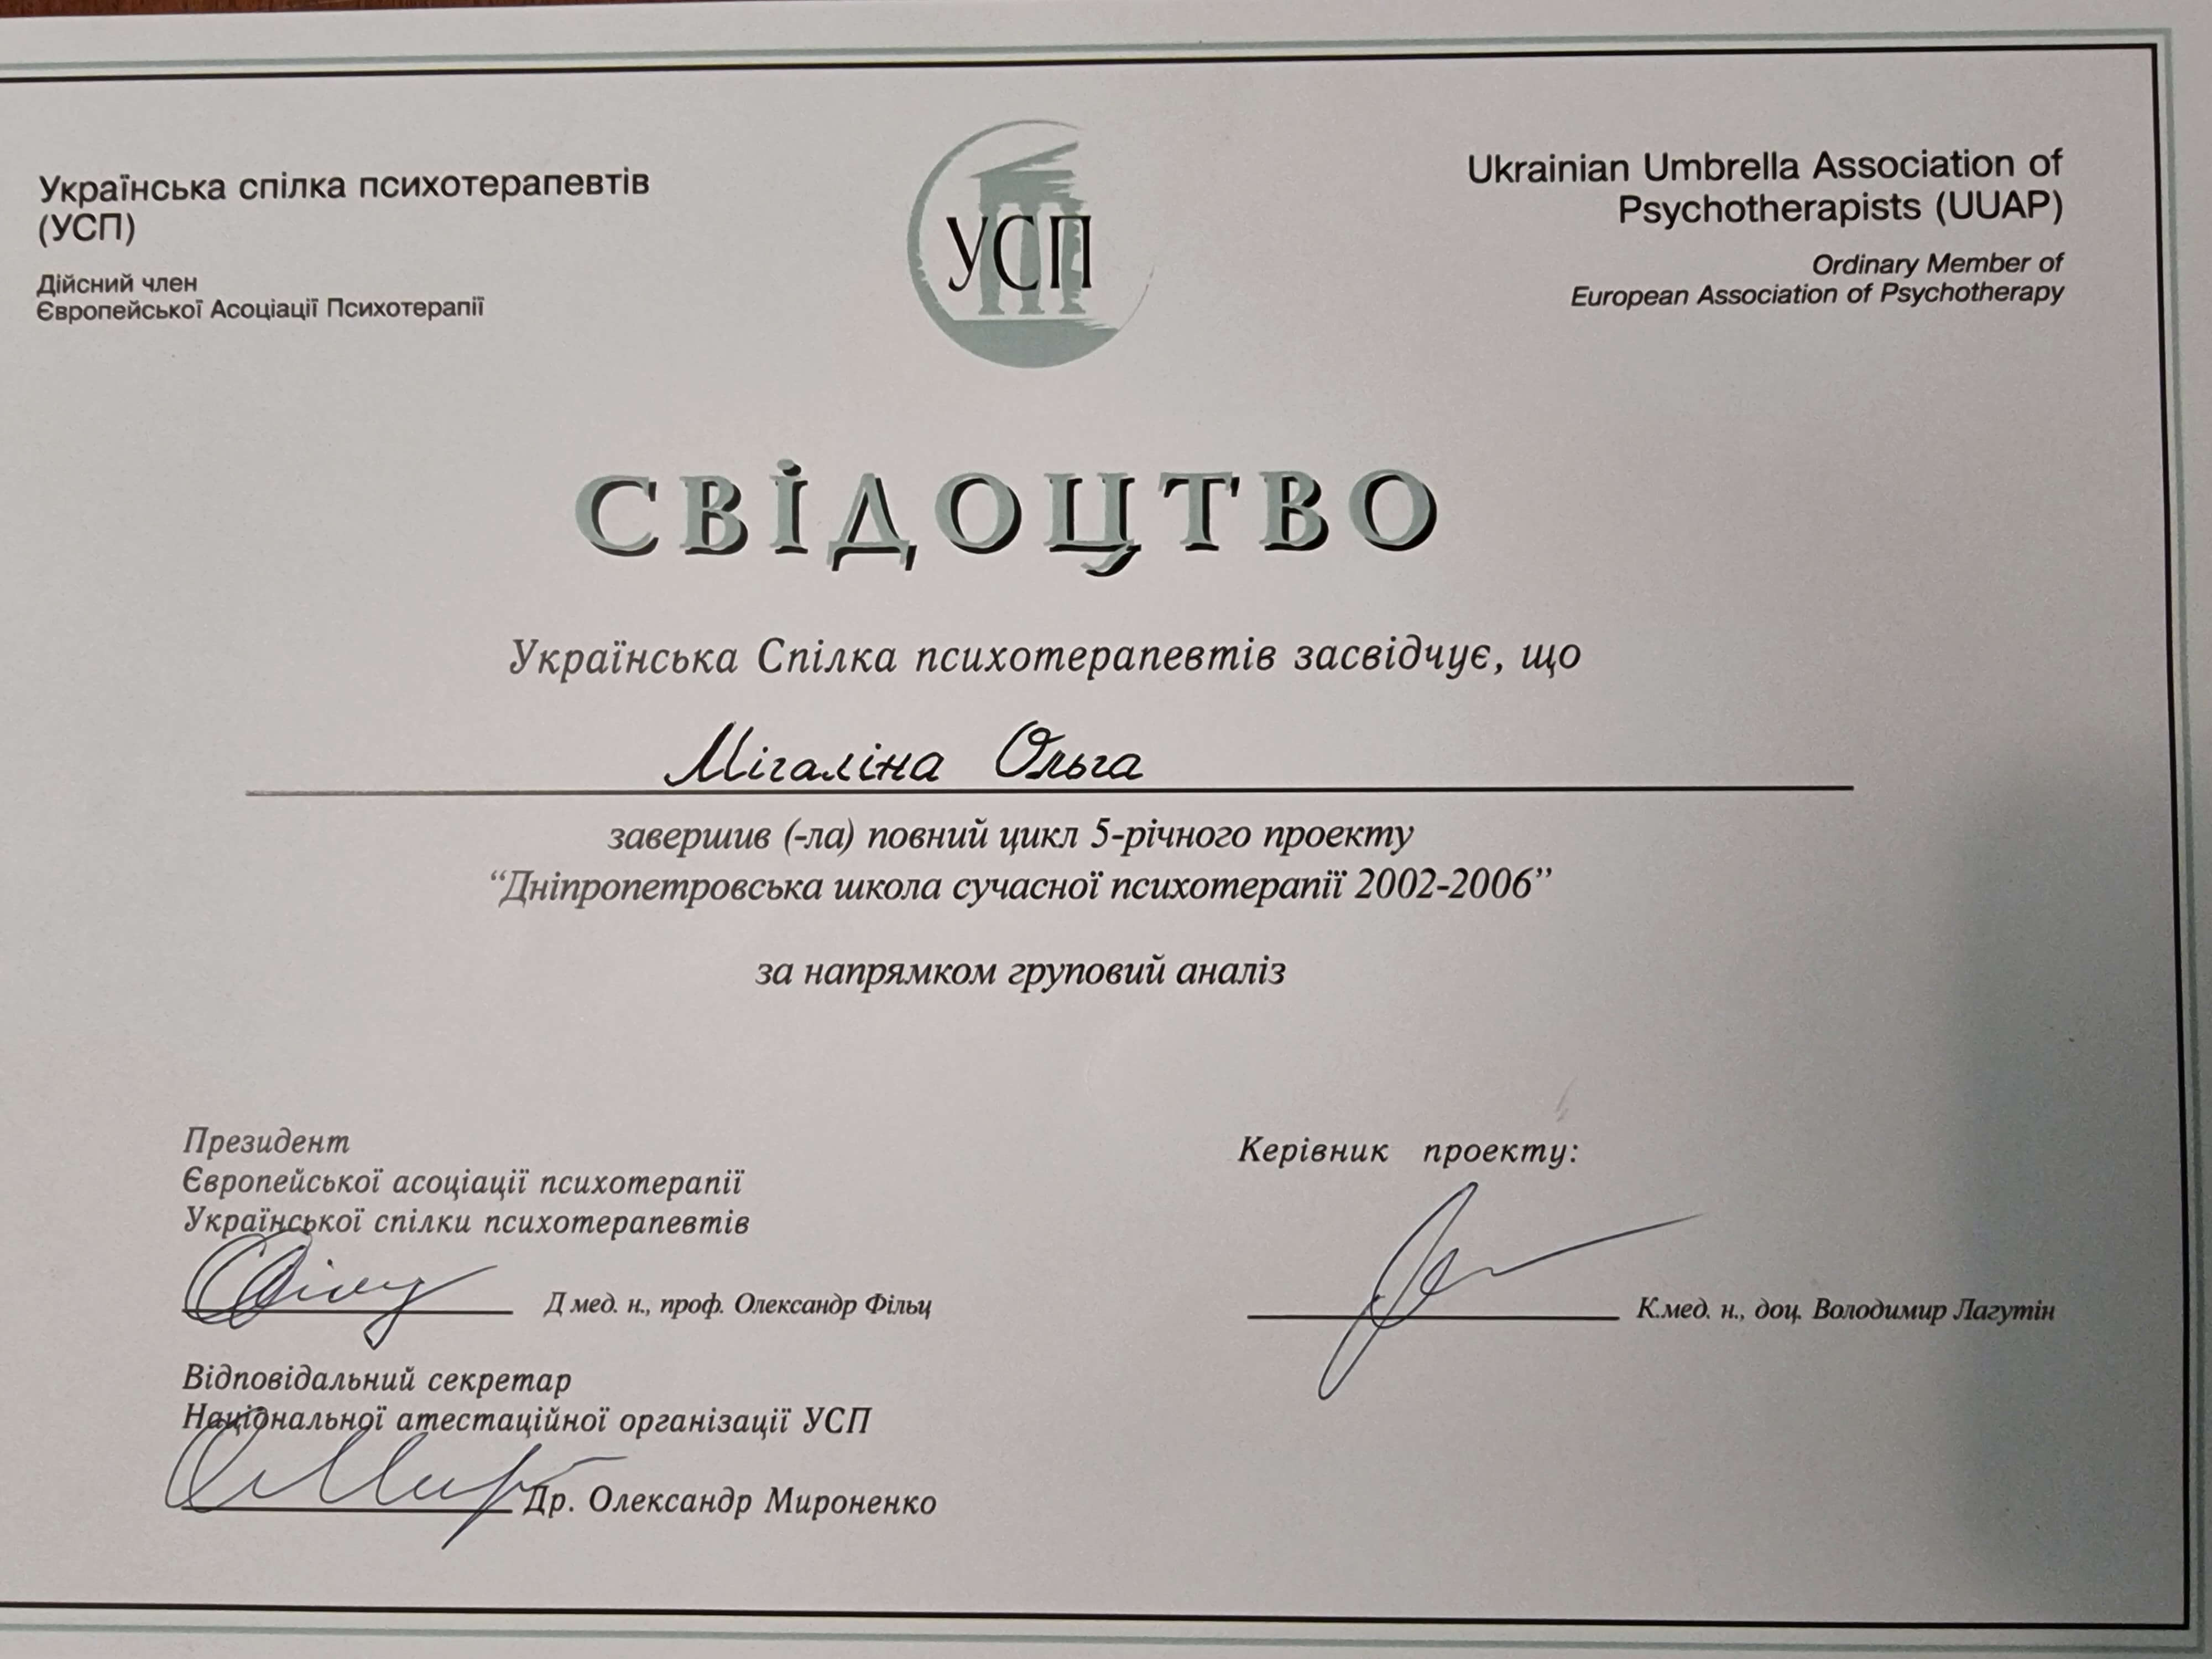 Українська спілка психотерапевтів
(УСП)
Дійсний член
Європейської Асоціації Психотерапії
УСП
Ukrainian Umbrella Association of
Psychotherapists (UUAP)
Ordinary Member of
European Association of Psychotherapy
СВІДОЦТВО
Українська Спілка психотерапевтів засвідчує, що
Мігаліна Ольга
завершив (-ла) повний цикл 5-річного проекту
“Дніпропетровська школа сучасної психотерапії 2002-2006”
за напрямком груповий аналіз
Президент
Європейської асоціації психотерапії
Української спілки психотерапевтів
Д мед. н., проф. Олександр Фільц
Відповідальний секретар
Національної атестаційної організації УСП
Др. Олександр Мироненко
Керівник проекту:
К.мед. н., доц. Володимир Лагутін